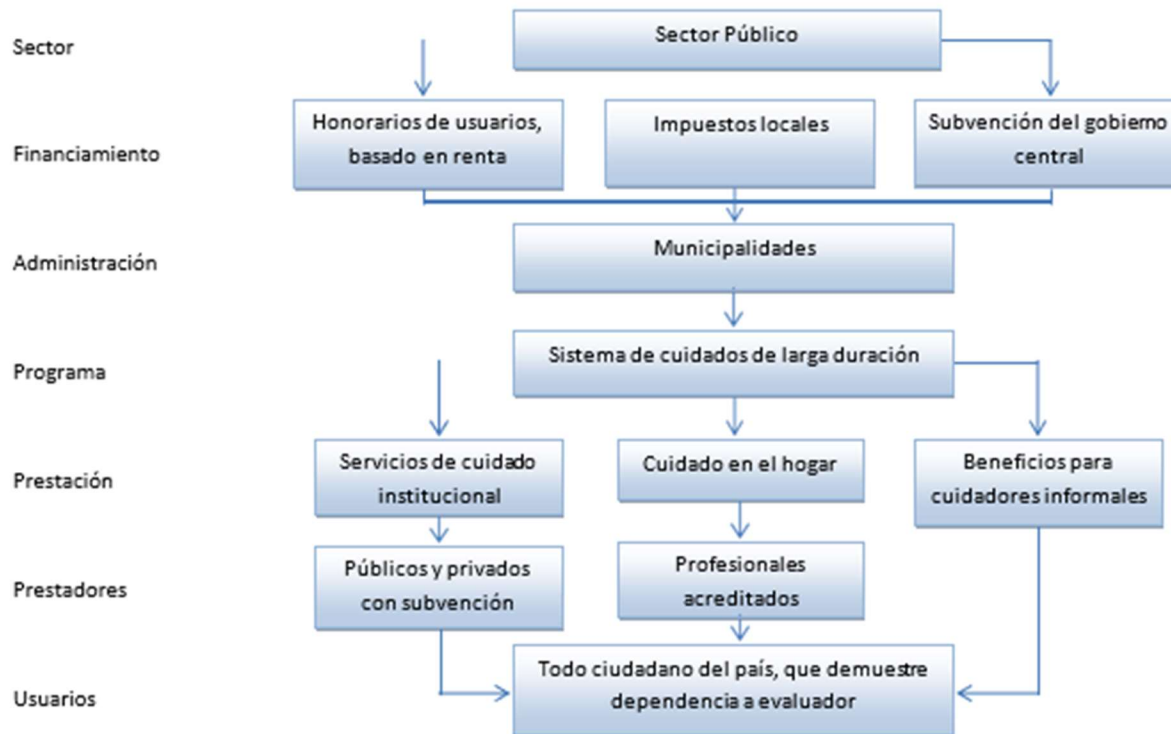 Sector
Sector Público
Financiamiento
Honorarios de usuarios,
basado en renta
Impuestos locales
Subvención del gobierno
central
Administración
Municipalidades
Programa
Sistema de cuidados de larga duración
Prestación
Servicios de cuidado
institucional
Cuidado en el hogar
Beneficios para
cuidadores informales
Prestadores
Públicos y privados
con subvención
Profesionales
acreditados
Usuarios
Todo ciudadano del país, que demuestre
dependencia a evaluador